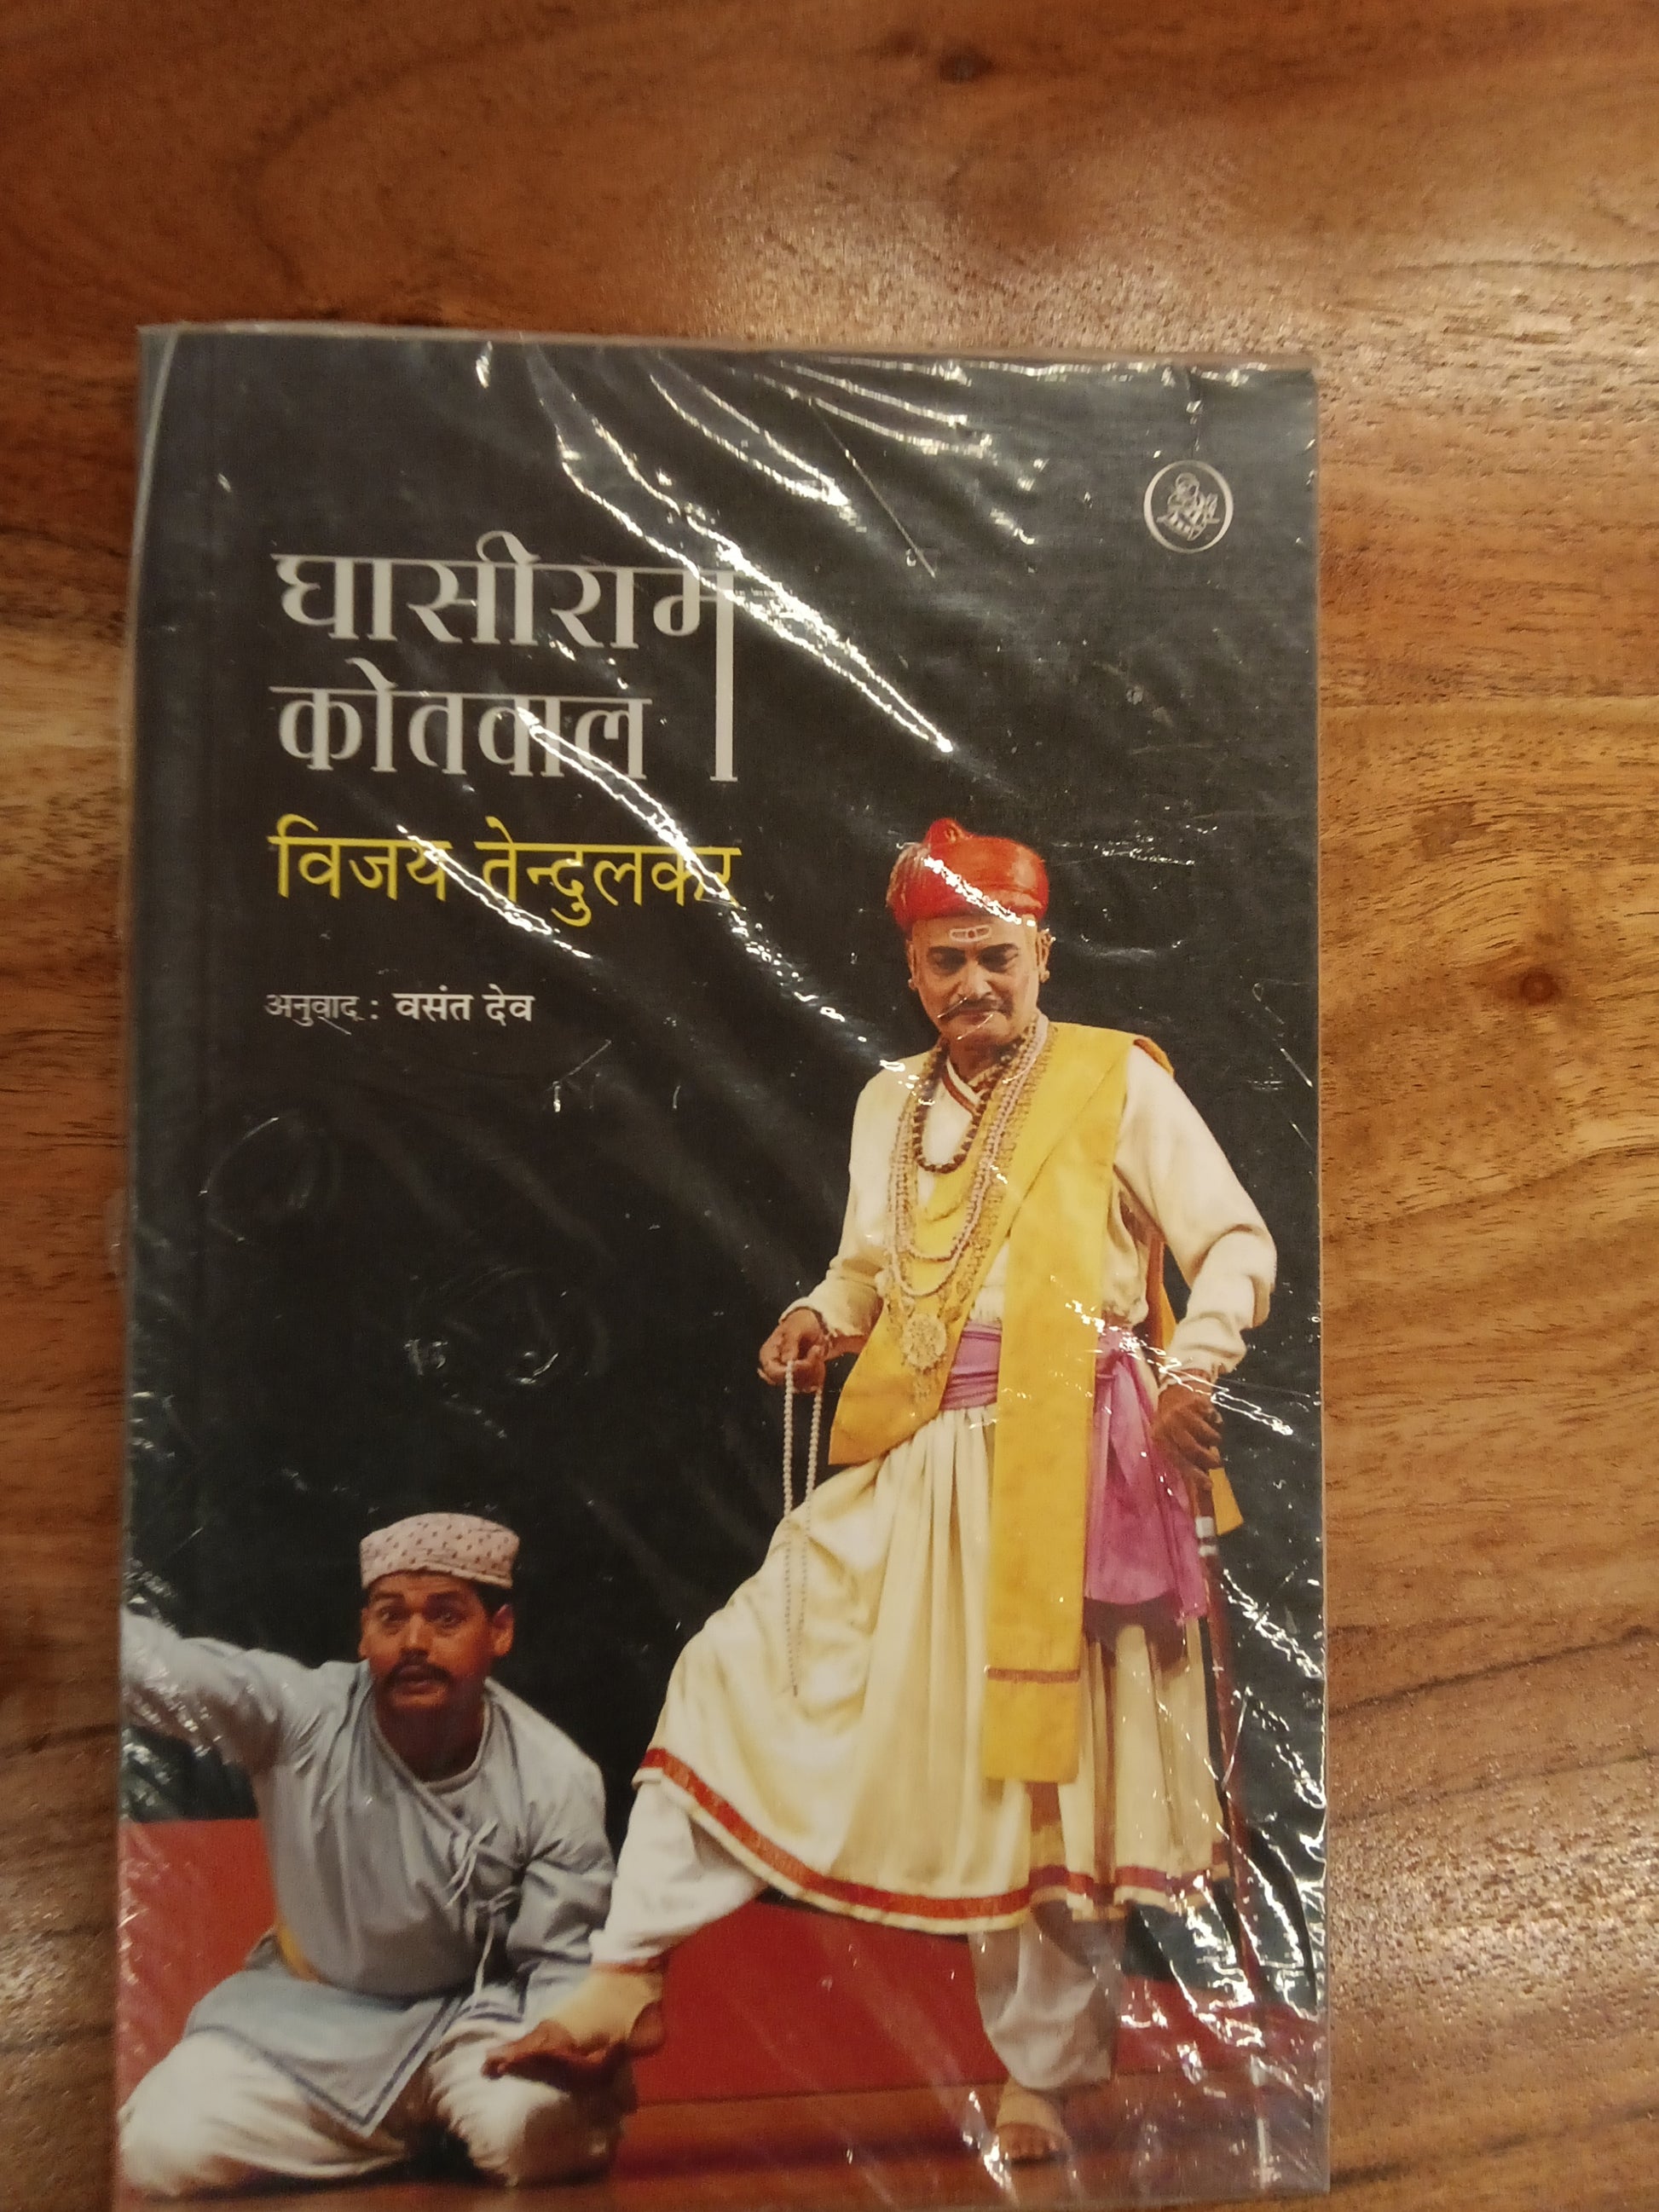 घासीराम
कोतवाल
विजय तेन्दुलकर
अनुवाद : वसंत देव